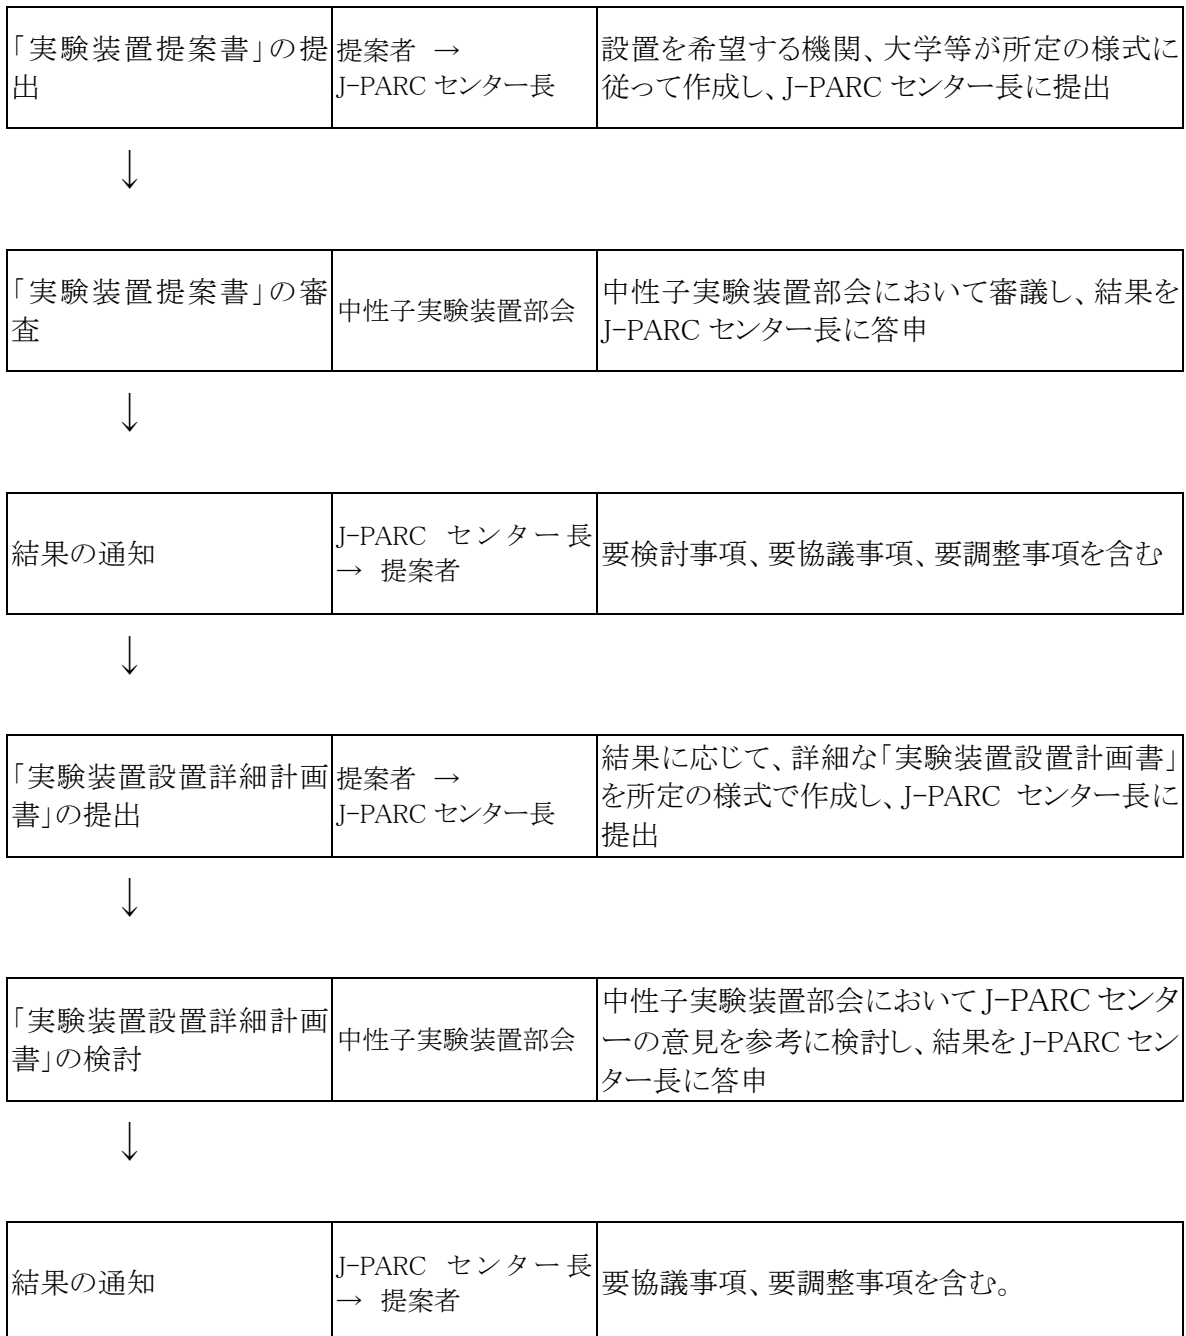 「実験装置提案書」の提
出
提案者 →
J-PARC センター長
設置を希望する機関、大学等が所定の様式に
従って作成し、J-PARC センター長に提出
↓
「実験装置提案書」の審
査
中性子実験装置部会
中性子実験装置部会において審議し、結果を
J-PARC センター長に答申
↓
結果の通知
J-PARC センター長
→ 提案者
要検討事項、要協議事項、要調整事項を含む
↓
「実験装置設置詳細計画
書」の提出
提案者 →
J-PARC センター長
結果に応じて、詳細な「実験装置設置計画書」
を所定の様式で作成し、J-PARC センター長に
提出
↓
「実験装置設置詳細計画
書」の検討
中性子実験装置部会
中性子実験装置部会において J-PARC センタ
ーの意見を参考に検討し、結果を J-PARC セン
ター長に答申
↓
結果の通知
J-PARC センター長
→ 提案者
要協議事項、要調整事項を含む。